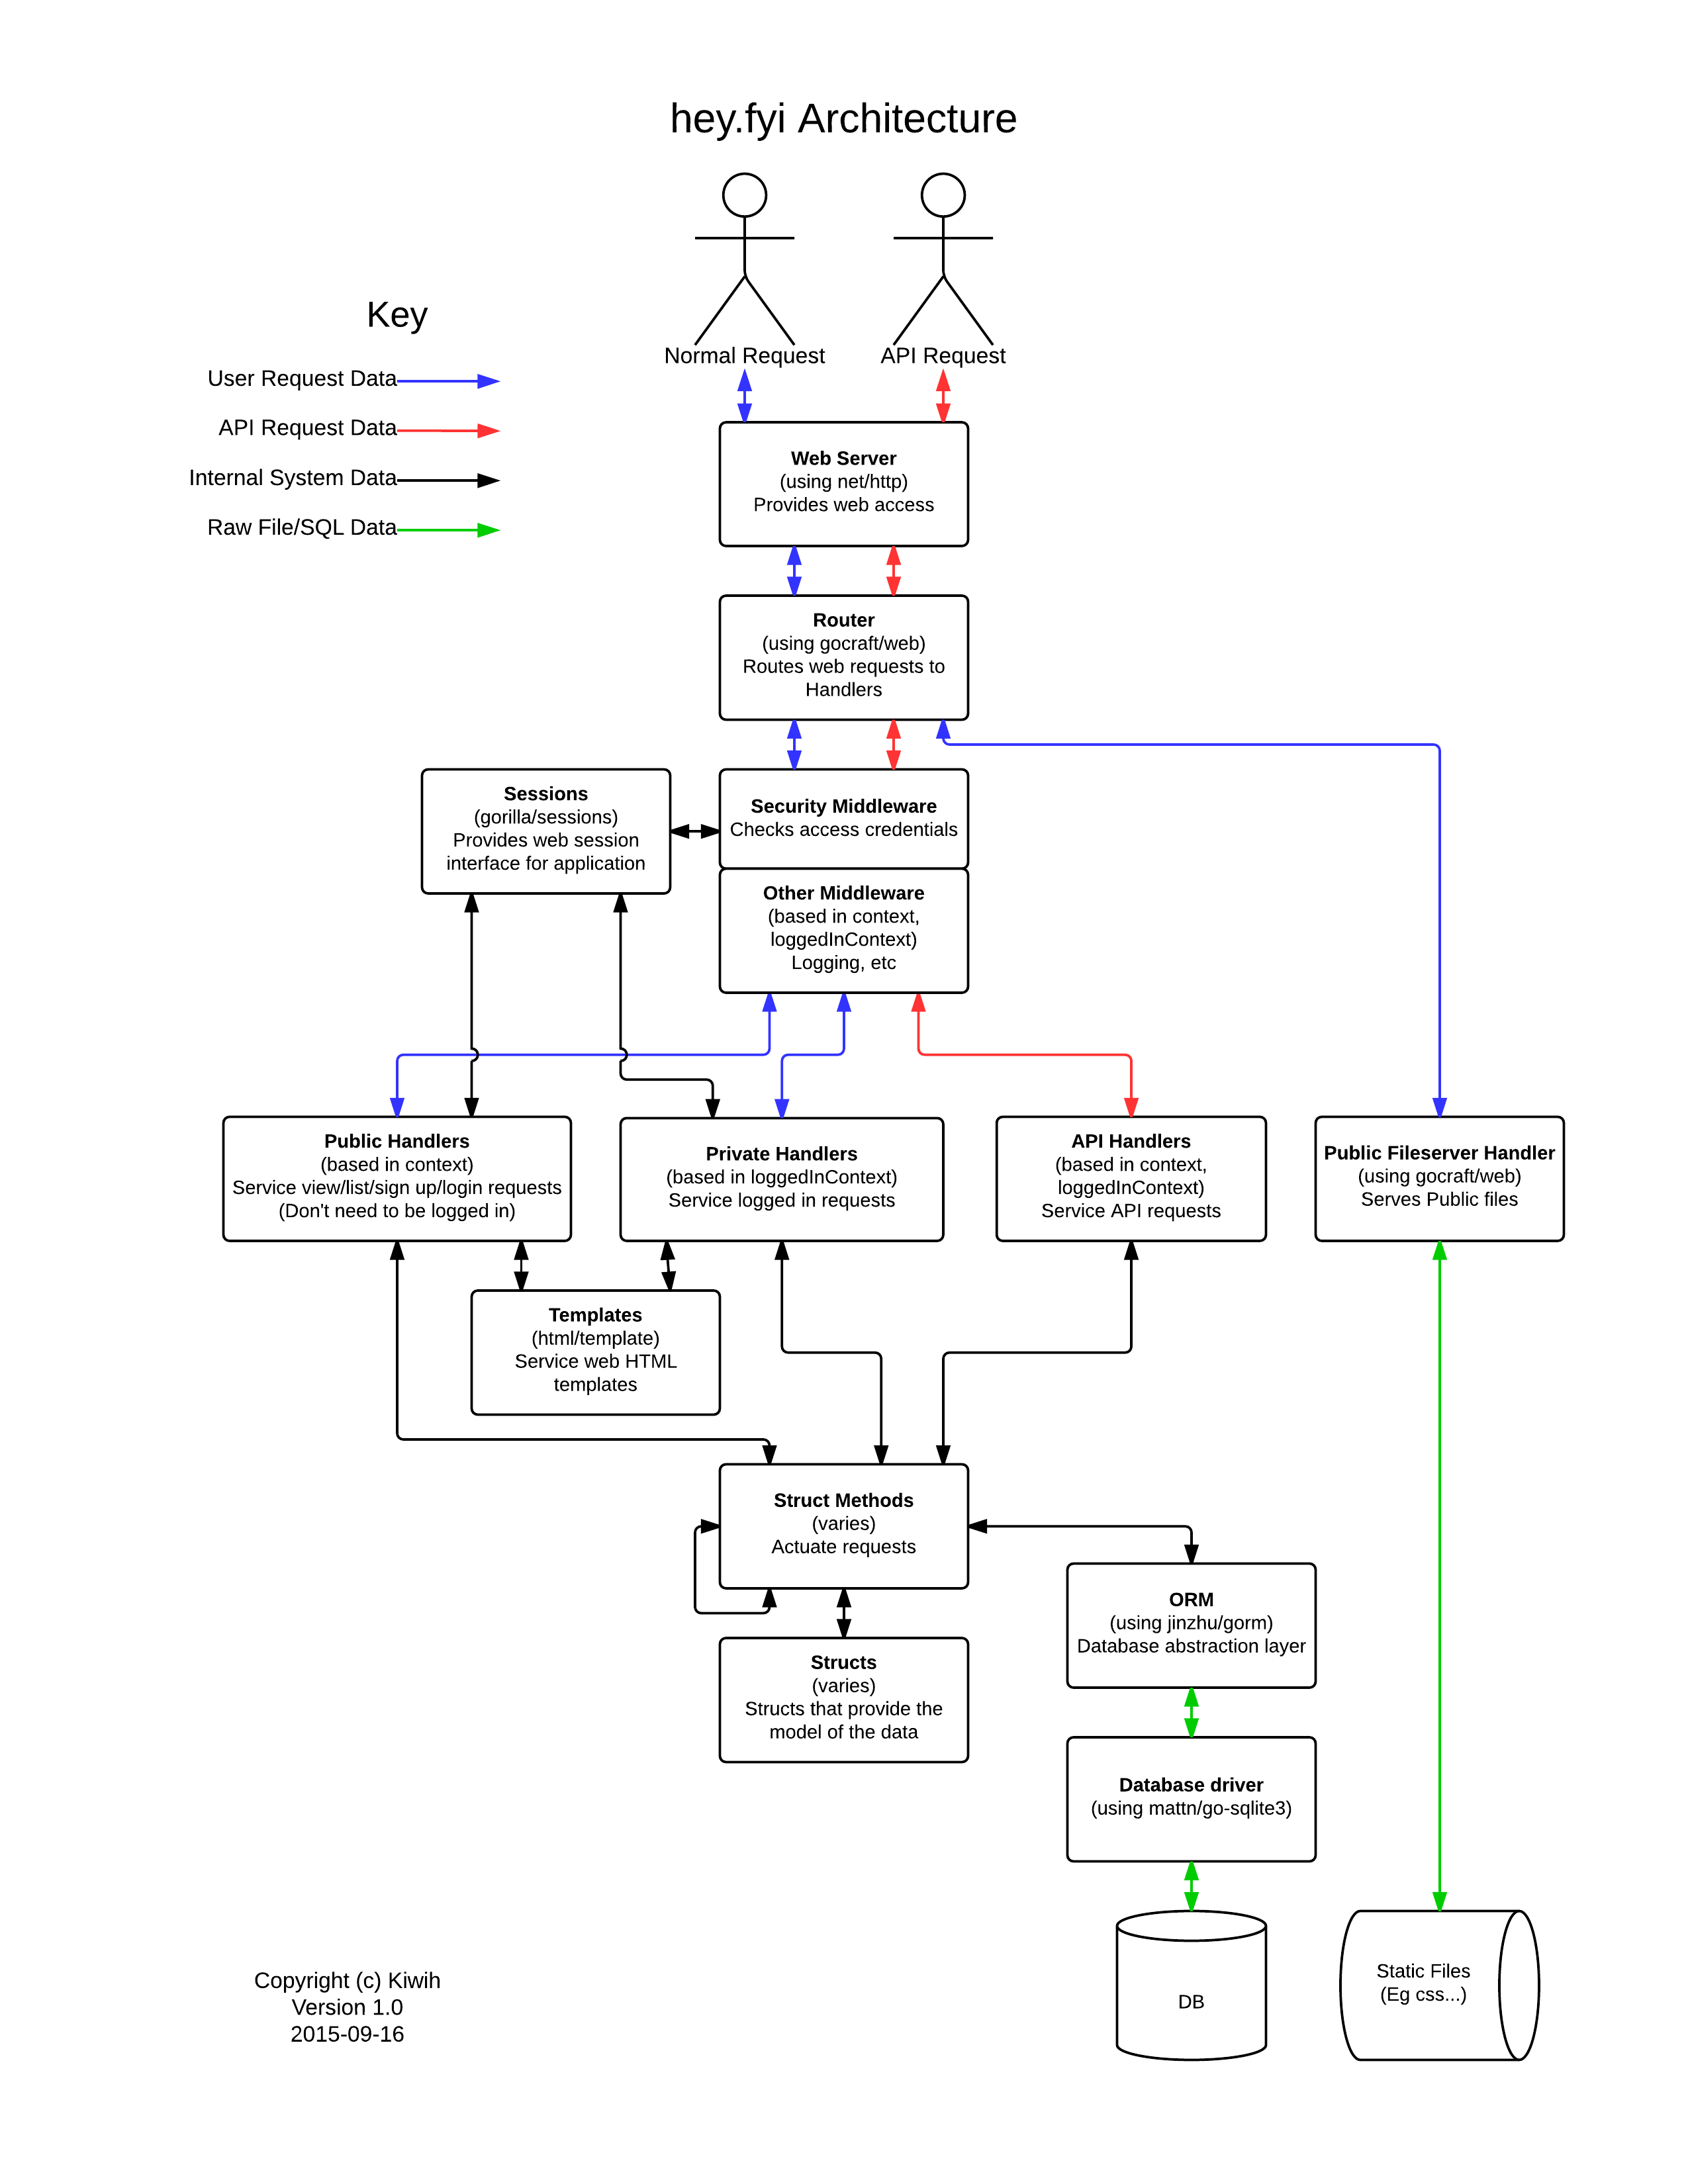 hey.fyi Architecture
Normal Request
API Request
Key
User Request Data
API Request Data
Internal System Data
Raw File/SQL Data
Web Server
(using net/http)
Provides web access
Router
(using gocraft/web)
Routes web requests to
Handlers
Sessions
(gorilla/sessions)
Provides web session
interface for application
Security Middleware
Checks access credentials
Other Middleware
(based in context,
loggedInContext)
Logging, etc
Public Handlers
(based in context)
Service view/list/sign up/login requests
(Don't need to be logged in)
Private Handlers
(based in loggedInContext)
Service logged in requests
API Handlers
(based in context,
loggedInContext)
Service API requests
Public Fileserver Handler
(using gocraft/web)
Serves Public files
Templates
(html/template)
Service web HTML
templates
Struct Methods
(varies)
Actuate requests
ORM
(using jinzhu/gorm)
Database abstraction layer
Structs
(varies)
Structs that provide the
model of the data
Database driver
(using mattn/go-sqlite3)
DB
Static Files
(Eg css...)
Copyright (c) Kiwih
Version 1.0
2015-09-16